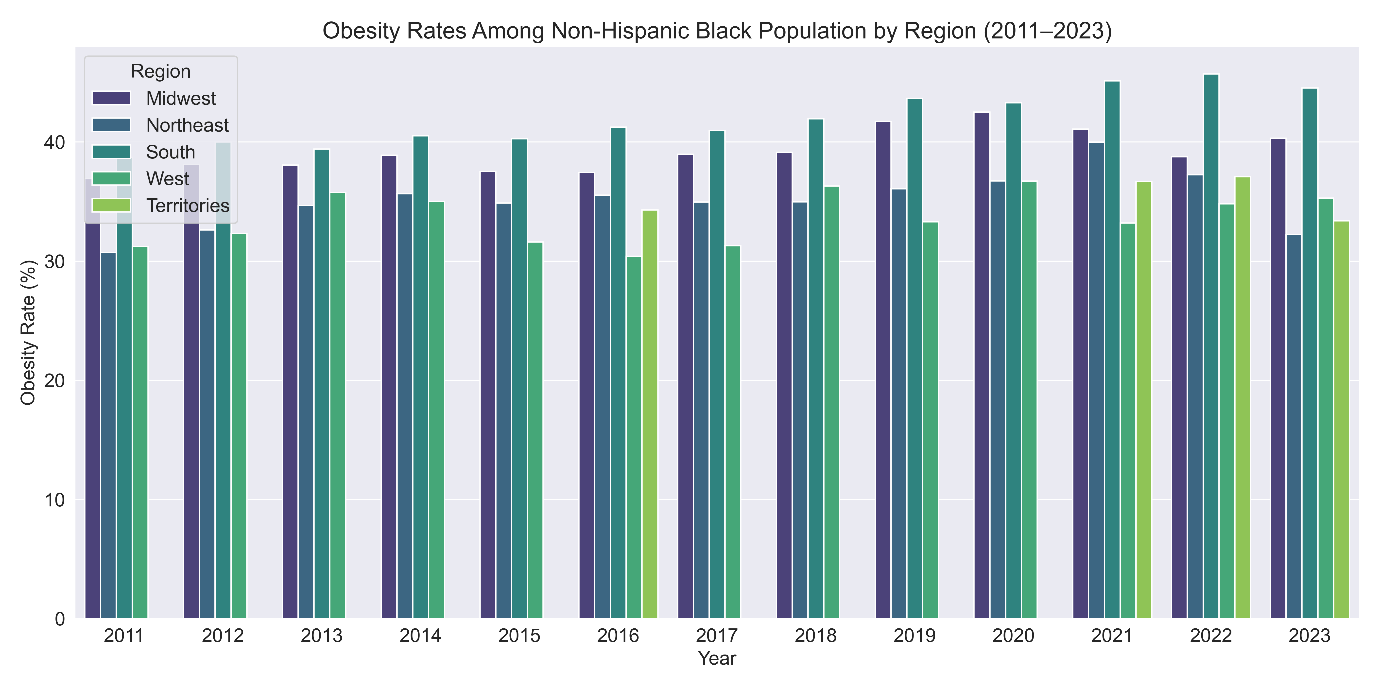 Obesity Rates Among Non-Hispanic Black Population by Region (2011–2023)
Region
Midwest
Northeast
South
West
Territories
Obesity Rate (%)
40
30
20
10
0
2011 2012 2013 2014 2015 2016 2017 2018 2019 2020 2021 2022 2023
Year